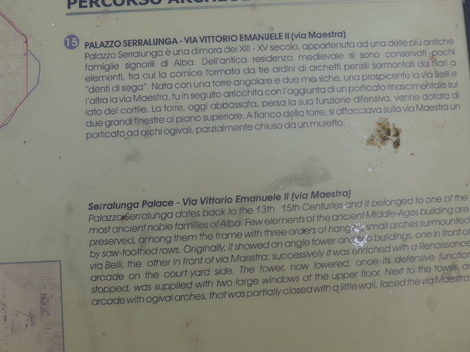 PERCORSO ARCHEO
15 PALAZZO SERRALUNGA - VIA VITTORIO EMANUELE II (via Maestra)
Palazzo Serralunga è una dimora del XIII - XV secolo, appartenuta ad una delle più antiche
famiglie signorili di Alba. Dell'antica residenza medievale si sono conservati pochi
elementi, tra cui la cornice formata da tre ordini di archetti pensili sormontati da filari a
"denti di sega". Nata con una torre angolare e due maniche, una prospicente la via Belli e
l'altra la via Maestra, fu in seguito arricchita con l'aggiunta di un porticato rinascimentale sul
lato del cortile. La torre, oggi abbassata, persa la sua funzione difensiva, venne dotata di
due grandi finestre al piano superiore. A fianco della torre, si affacciava sulla via Maestra un
porticato ad archi ogivali, parzialmente chiuso da un muretto.
Serralunga Palace - Via Vittorio Emanuele II (via Maestra)
Palazzo Serralunga dates back to the 13th 15th Centuries and it belonged to one of the
most ancient noble families of Alba. Few elements of the ancient Middle-Ages building are
preserved, among them the frame with three orders of hanging small arches surmounted
by saw-toothed rows. Originally, it showed an angle tower and two buildings, one in front of
via Belli, the other in front of via Maestra; successively it was enriched with a Renaissance
arcade on the court-yard side. The tower, now lowered, once its defensive function
stopped, was supplied with two large windows at the upper floor. Next to the tower, an
arcade with ogival arches, that was partially closed with a little wall, faced the via Maestra